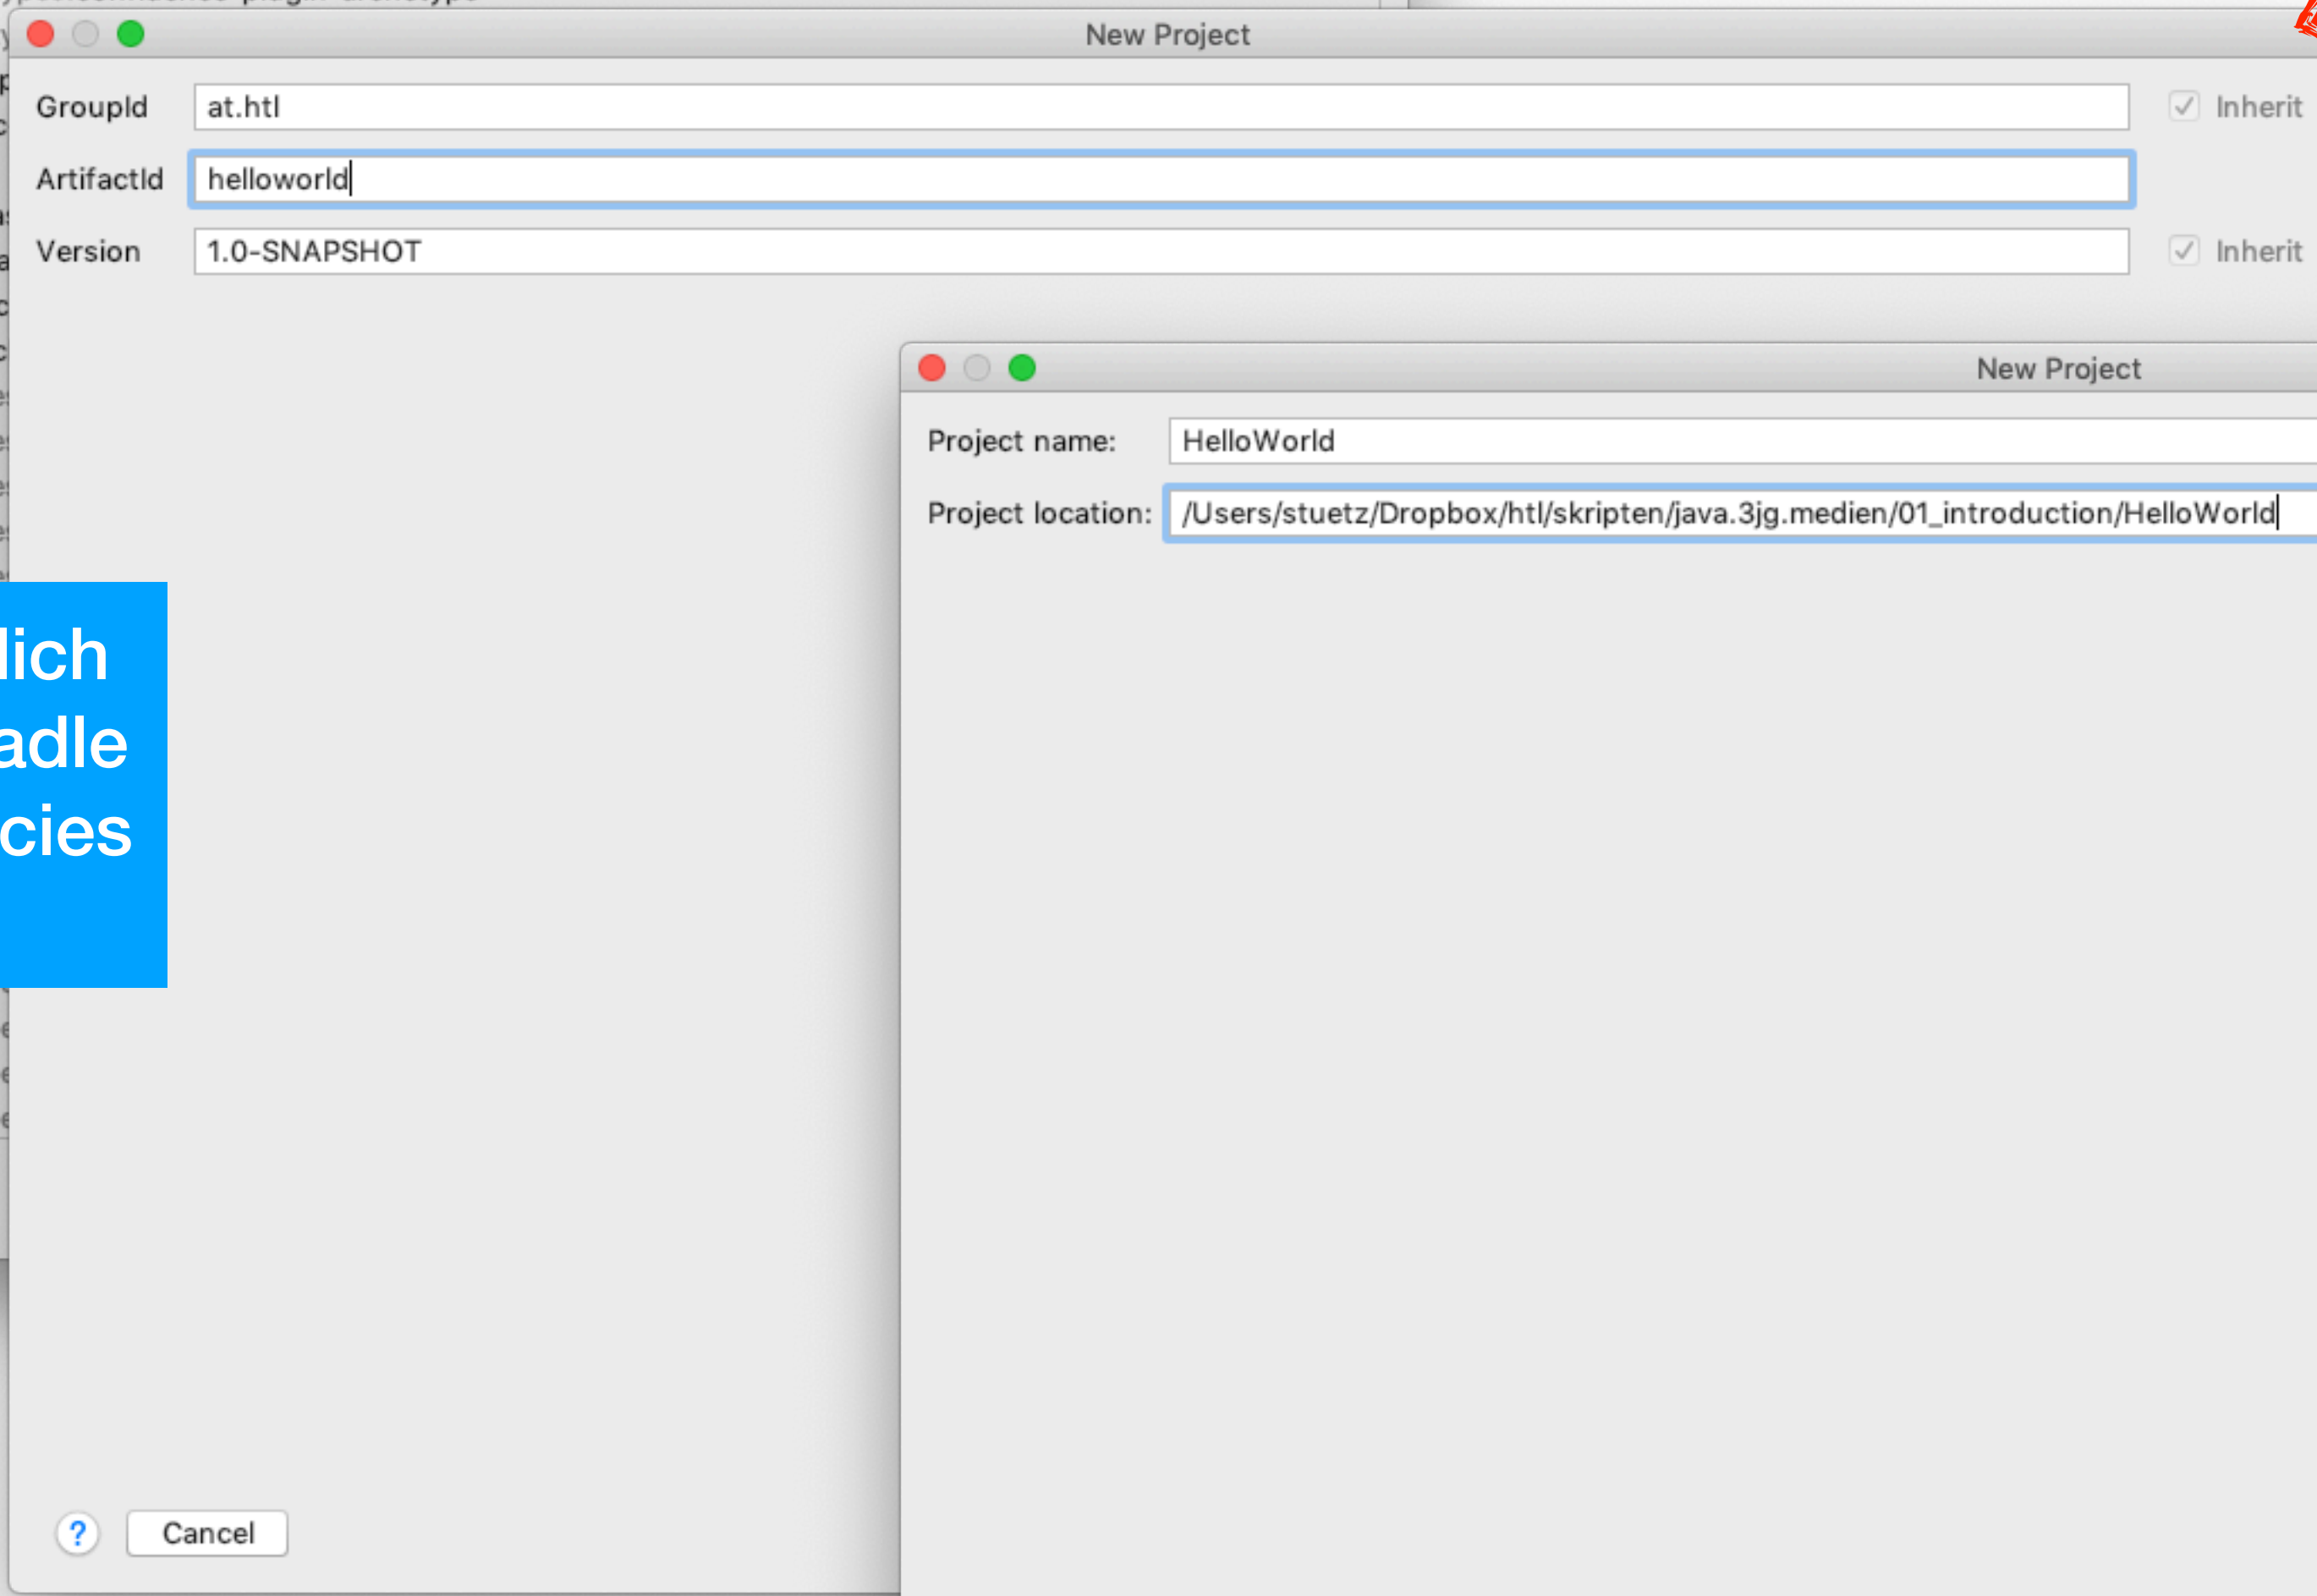 New Project
GroupId at.htl Inherit
ArtifactId helloworld
Version 1.0-SNAPSHOT Inherit
New Project
Project name: HelloWorld
Project location: /Users/stuetz/Dropbox/htl/skripten/java.3jg.medien/01_introduction/HelloWorld
lich
adle
cies
? Cancel